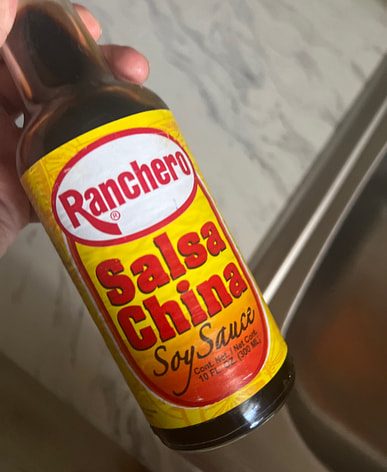 Ranchero
®
Salsa
China
Soy Sauce
Cont. Net. / Net Cont.
10 FL. OZ. (300 ML)